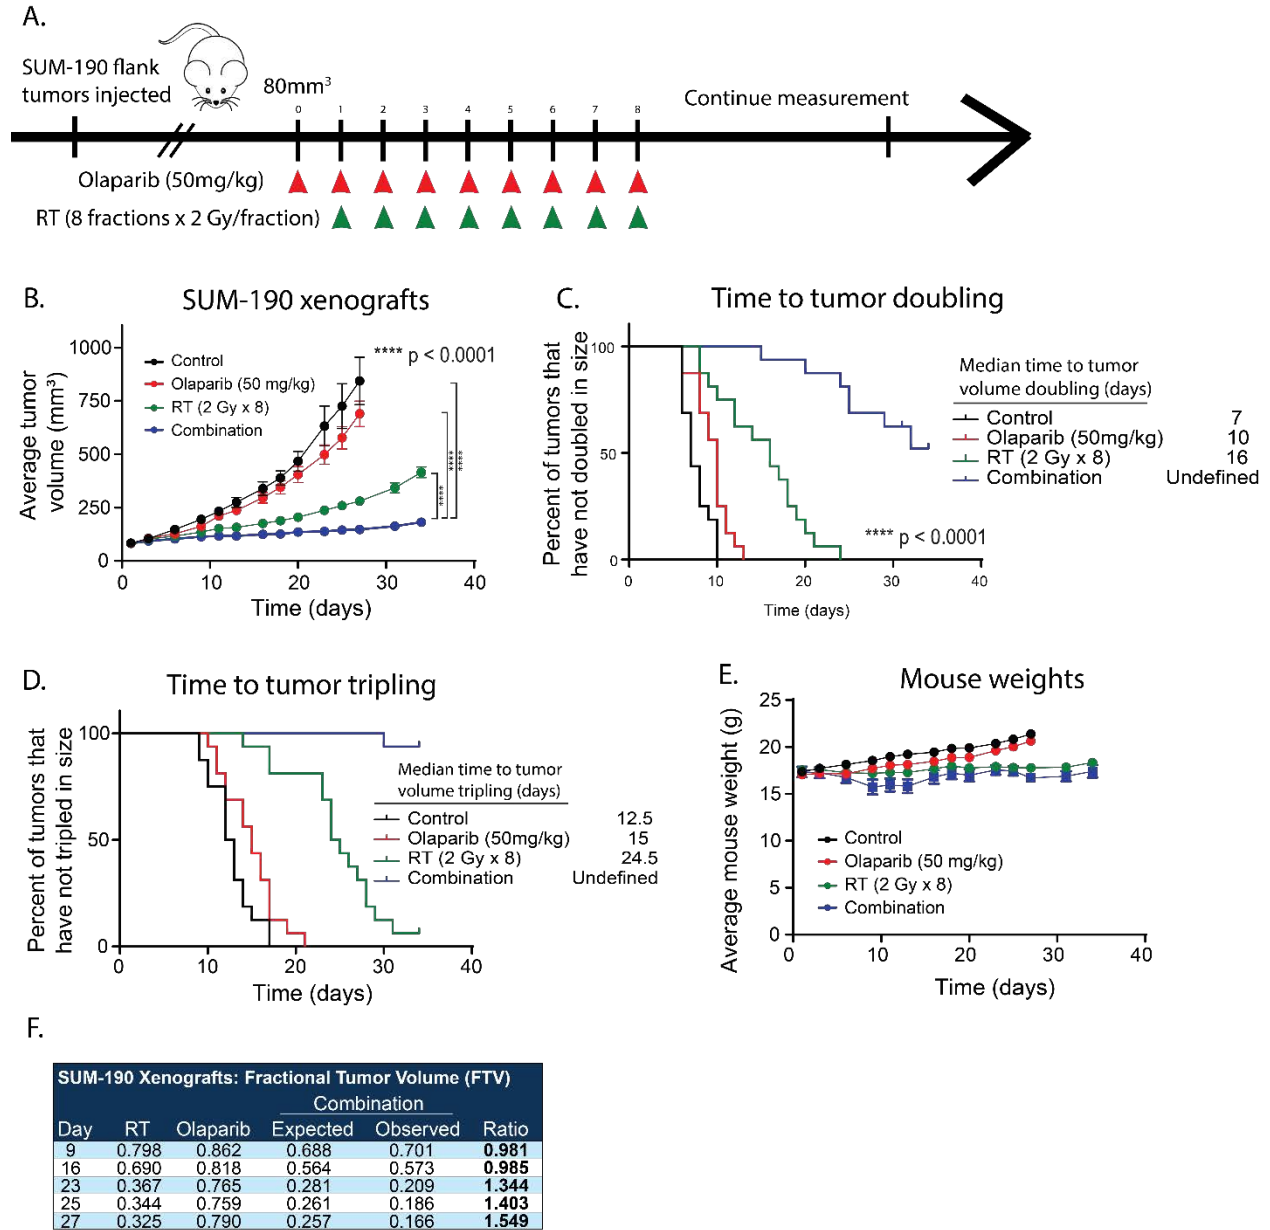 A.
SUM-190 flank
tumors injected
80mm³
0 1 2 3 4 5 6 7 8
Continue measurement
Olaparib (50mg/kg)
RT (8 fractions x 2 Gy/fraction)
B.
SUM-190 xenografts
Average tumor
volume (mm³)
1000
750
500
250
0
0 10 20 30 40
Time (days)
Control
Olaparib (50 mg/kg)
RT (2 Gy x 8)
Combination
**** p < 0.0001
****
****
****
C.
Time to tumor doubling
Percent of tumors that
have not doubled in size
100
50
0
0 10 20 30 40
Time (days)
**** p < 0.0001
Median time to tumor
volume doubling (days)
Control 7
Olaparib (50mg/kg) 10
RT (2 Gy x 8) 16
Combination Undefined
D.
Time to tumor tripling
Percent of tumors that
have not tripled in size
100
50
0
0 10 20 30 40
Time (days)
Median time to tumor
volume tripling (days)
Control 12.5
Olaparib (50mg/kg) 15
RT (2 Gy x 8) 24.5
Combination Undefined
E.
Mouse weights
Average mouse weight (g)
25
20
15
10
5
0
0 10 20 30 40
Time (days)
Control
Olaparib (50 mg/kg)
RT (2 Gy x 8)
Combination
F.
SUM-190 Xenografts: Fractional Tumor Volume (FTV)
Combination
Day RT Olaparib Expected Observed Ratio
9 0.798 0.862 0.688 0.701 0.981
16 0.690 0.818 0.564 0.573 0.985
23 0.367 0.765 0.281 0.209 1.344
25 0.344 0.759 0.261 0.186 1.403
27 0.325 0.790 0.257 0.166 1.549